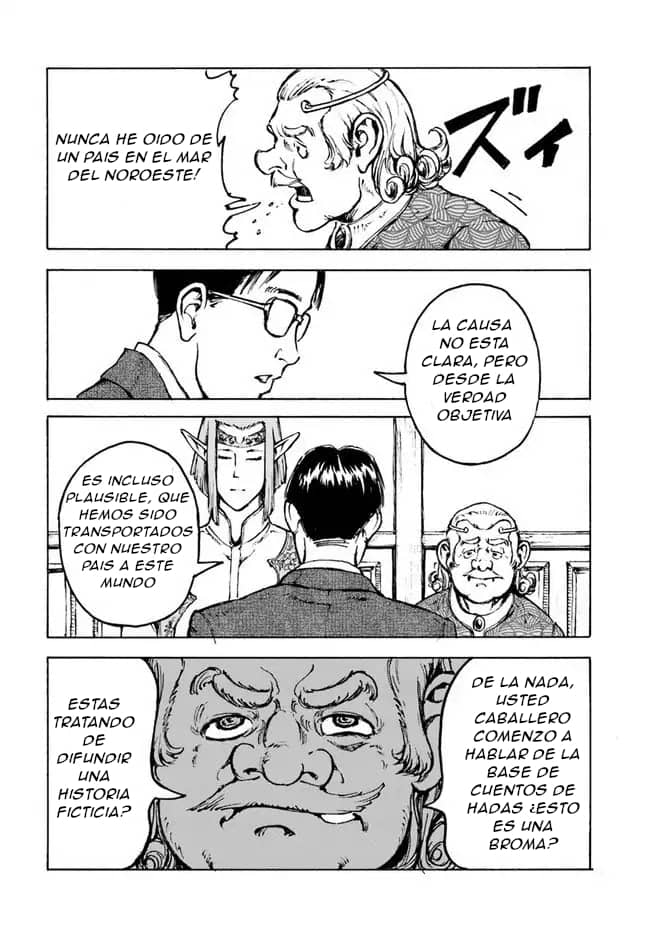 NUNCA HE OIDO DE
UN PAIS EN EL MAR
DEL NOROESTE!
ズイ
LA CAUSA
NO ESTA
CLARA, PERO
DESDE LA
VERDAD
OBJETIVA
ES INCLUSO
PLAUSIBLE, QUE
HEMOS SIDO
TRANSPORTADOS
CON NUESTRO
PAIS A ESTE
MUNDO
DE LA NADA,
USTED
CABALLERO
COMENZO A
HABLAR DE LA
BASE DE
CUENTOS DE
HADAS ¿ESTO
ES UNA
BROMA?
ESTAS
TRATANDO
DE
DIFUNDIR
UNA
HISTORIA
FICTICIA?